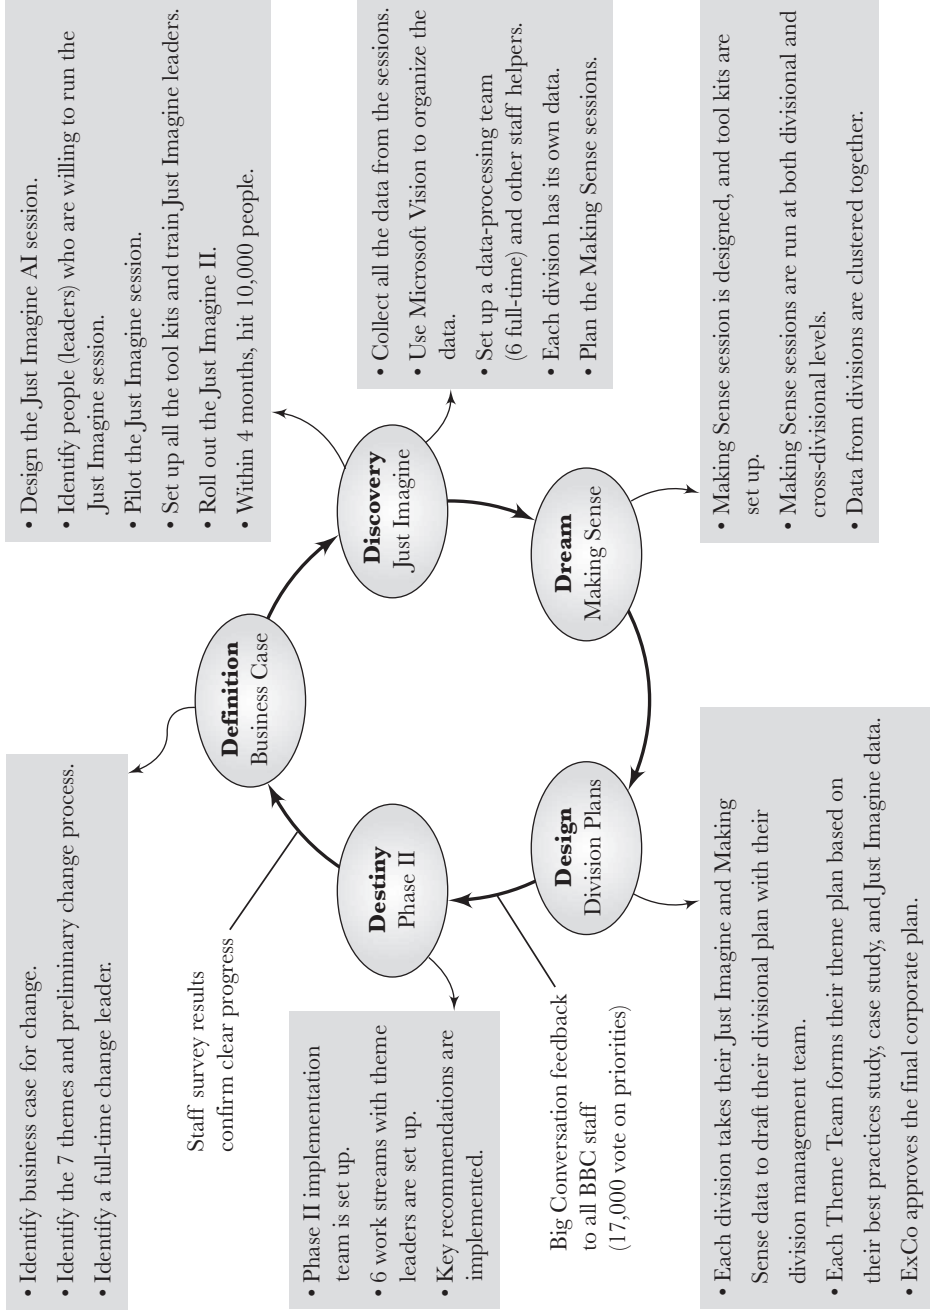 • Identify business case for change.
• Identify the 7 themes and preliminary change process.
• Identify a full-time change leader.
Definition
Business Case
• Design the Just Imagine AI session.
• Identify people (leaders) who are willing to run the
Just Imagine session.
• Pilot the Just Imagine session.
• Set up all the tool kits and train Just Imagine leaders.
• Roll out the Just Imagine II.
• Within 4 months, hit 10,000 people.
Discovery
Just Imagine
• Collect all the data from the sessions.
• Use Microsoft Vision to organize the
data.
• Set up a data-processing team
(6 full-time) and other staff helpers.
• Each division has its own data.
• Plan the Making Sense sessions.
Dream
Making Sense
• Making Sense session is designed, and tool kits are
set up.
• Making Sense sessions are run at both divisional and
cross-divisional levels.
• Data from divisions are clustered together.
Design
Division Plans
• Each division takes their Just Imagine and Making
Sense data to draft their divisional plan with their
division management team.
• Each Theme Team forms their theme plan based on
their best practices study, case study, and Just Imagine data.
• ExCo approves the final corporate plan.
Big Conversation feedback
to all BBC staff
(17,000 vote on priorities)
Destiny
Phase II
• Phase II implementation
team is set up.
• 6 work streams with theme
leaders are set up.
• Key recommendations are
implemented.
Staff survey results
confirm clear progress